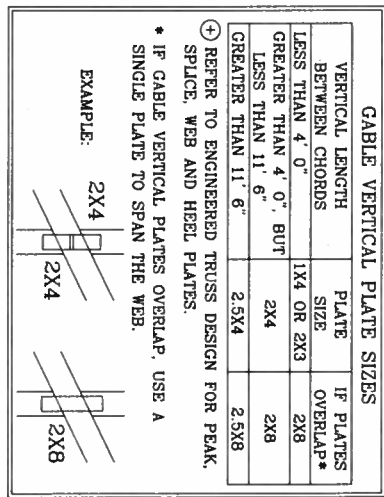 GABLE VERTICAL PLATE SIZES
VERTICAL LENGTH BETWEEN CHORDS
PLATE SIZE
IF PLATES OVERLAP*
LESS THAN 4' 0"
1X4 OR 2X3
2X8
GREATER THAN 4' 0", BUT LESS THAN 11' 6"
2X4
2X8
GREATER THAN 11' 6"
2.5X4
2.5X8
+ REFER TO ENGINEERED TRUSS DESIGN FOR PEAK,
SPLICE, WEB AND HEEL PLATES.
* IF GABLE VERTICAL PLATES OVERLAP, USE A
SINGLE PLATE TO SPAN THE WEB.
EXAMPLE:
2X4
2X4
2X8